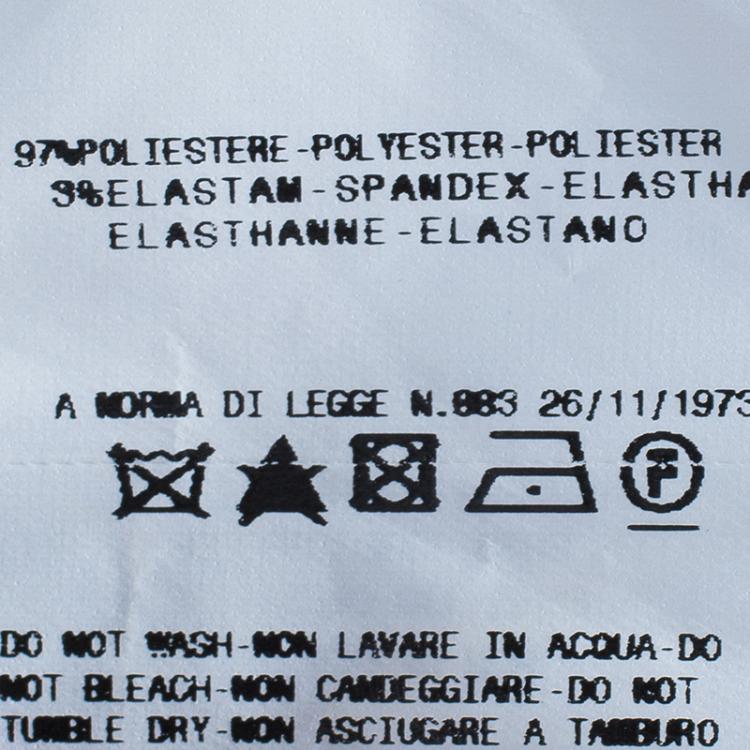 97%POLIESTERE-POLYESTER-POLIESTER
3%ELASTAM-SPANDEX-ELASTHA
ELASTHANNE-ELASTANO
A NORMA DI LEGGE N.883 26/11/1973
P
DO NOT WASH-NON LAVARE IN ACQUA-DO
NOT BLEACH-NON CANDEGGIARE-DO NOT
TUMBLE DRY-NON ASCIUGARE A TAMBURO